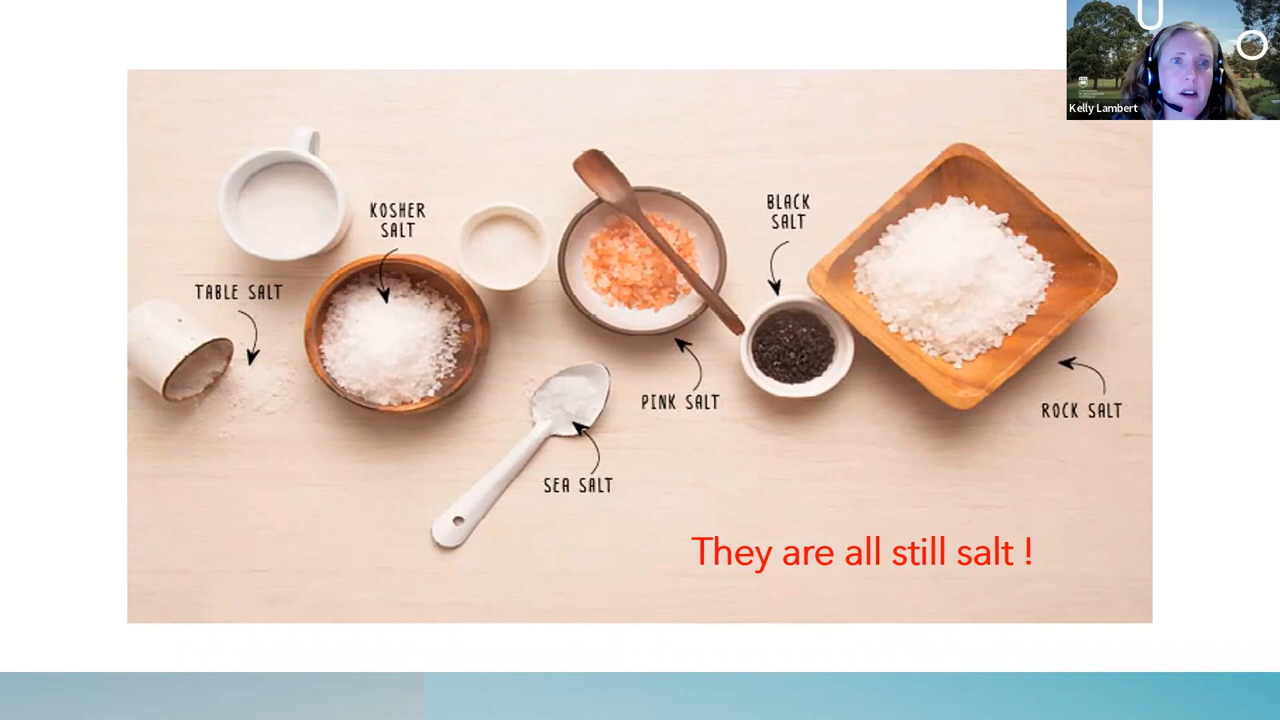 Kelly Lambert
KOSHER
SALT
BLACK
SALT
TABLE SALT
PINK SALT
ROCK SALT
SEA SALT
They are all still salt !